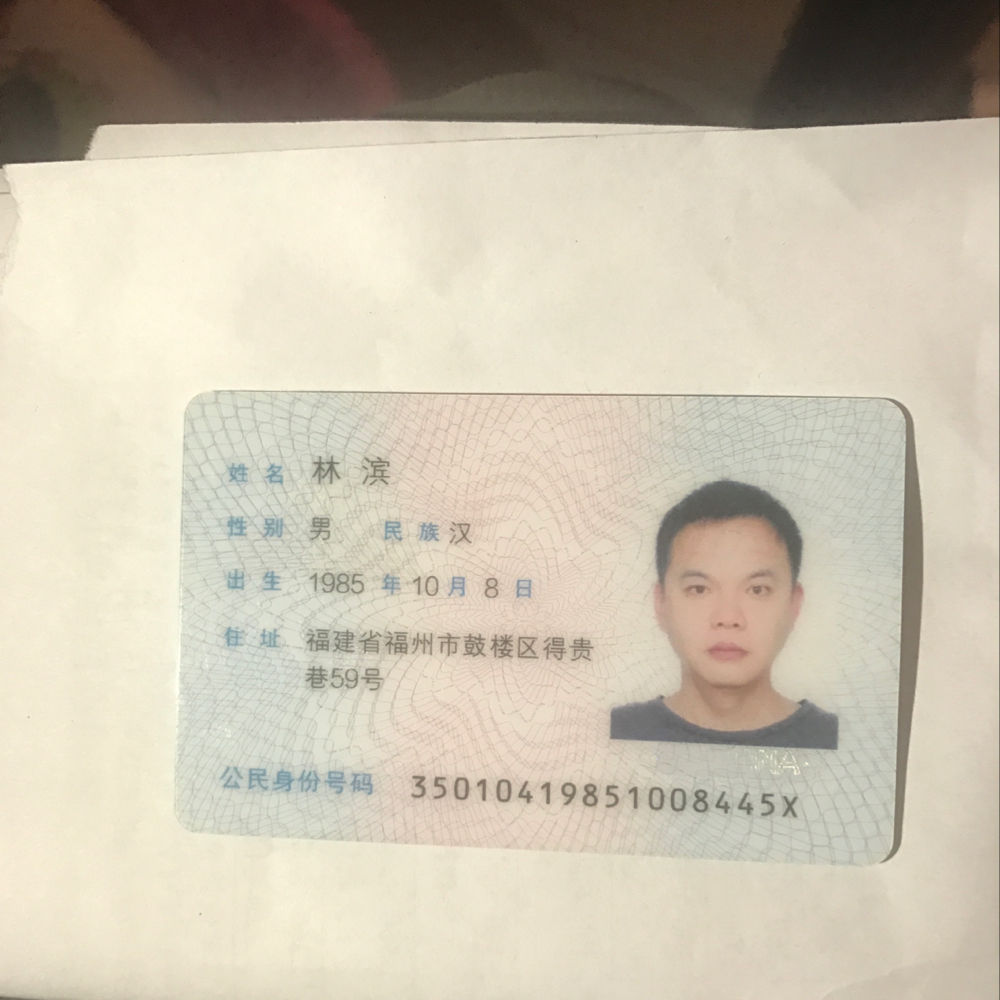 姓名 林滨
性别 男 民族 汉
出生 1985 年 10 月 8 日
住址 福建省福州市鼓楼区得贵
巷59号
公民身份号码 35010419851008445X